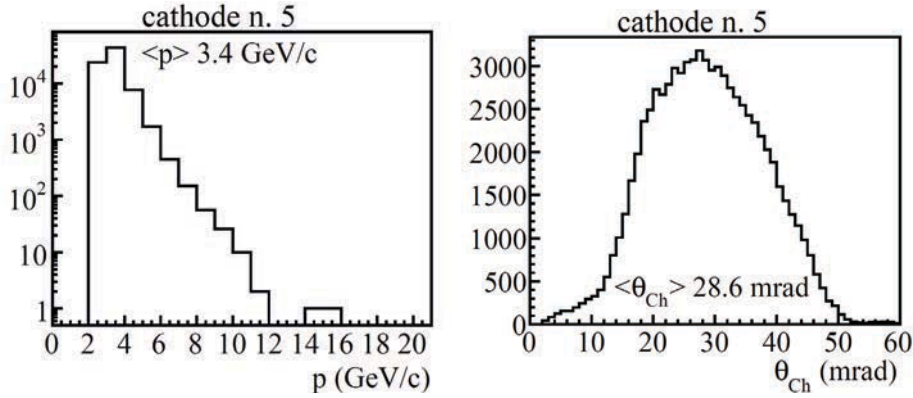 cathode n. 5
<p> 3.4 GeV/c
10⁴
10³
10²
10
1
0 2 4 6 8 10 12 14 16 18 20
p (GeV/c)
cathode n. 5
3000
2500
2000
1500
1000
500
0
<θCh> 28.6 mrad
0 10 20 30 40 50 60
θCh (mrad)